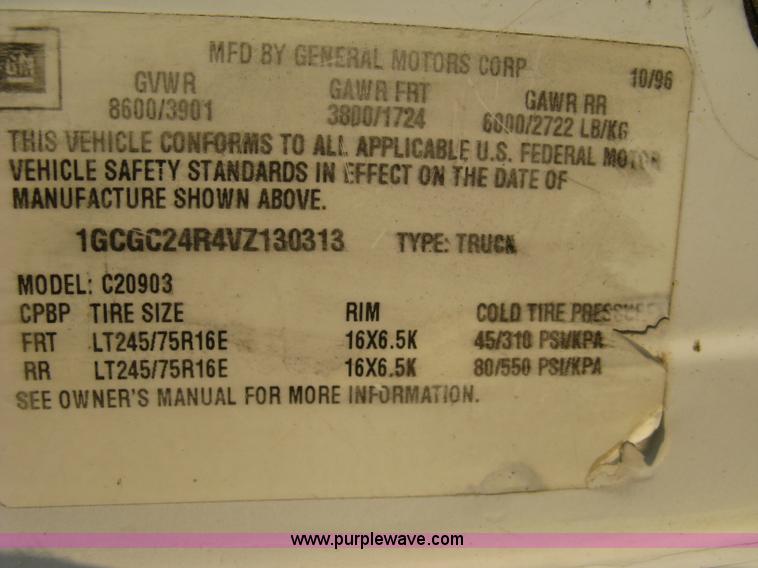 GM
MFD BY GENERAL MOTORS CORP
10/96
GVWR GAWR FRT GAWR RR
8600/3901 3800/1724 6000/2722 LB/KG
THIS VEHICLE CONFORMS TO ALL APPLICABLE U.S. FEDERAL MOTOR
VEHICLE SAFETY STANDARDS IN EFFECT ON THE DATE OF
MANUFACTURE SHOWN ABOVE.
1GCGC24R4VZ130313 TYPE: TRUCK
MODEL: C20903
CPBP TIRE SIZE RIM COLD TIRE PRESSURE
FRT LT245/75R16E 16X6.5K 45/310 PSI/KPA
RR LT245/75R16E 16X6.5K 80/550 PSI/KPA
SEE OWNER'S MANUAL FOR MORE INFORMATION.
www.purplewave.com